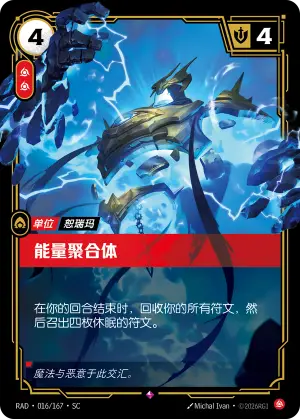 4
4
单位
恕瑞玛
能量聚合体
在你的回合结束时，回收你的所有符文，然
后召出四枚休眠的符文。
魔法与恶意于此交汇。
RAD • 016/167 • SC
Michal Ivan • ©2026RG1